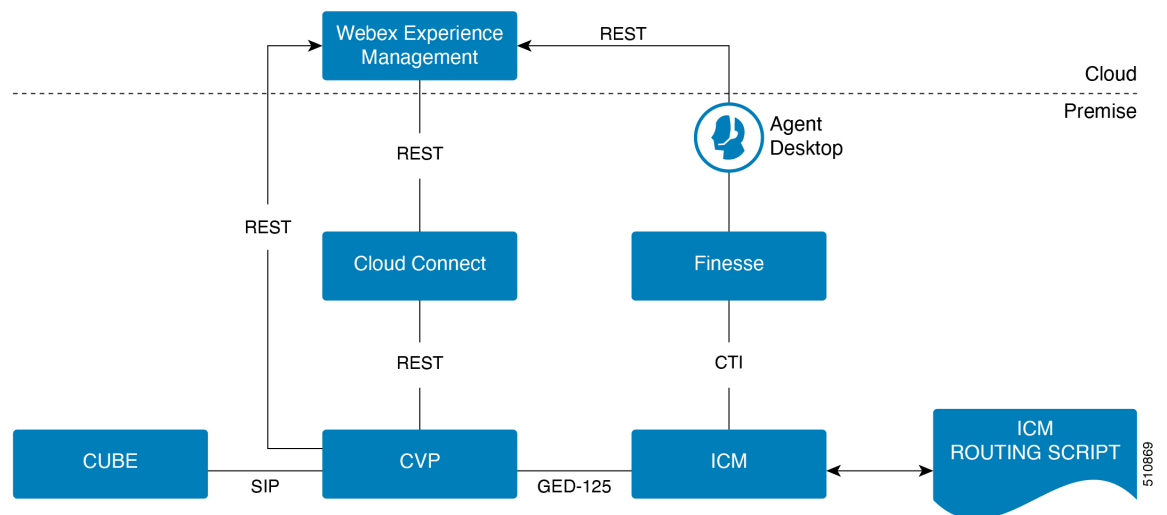 Webex Experience
Management
REST
Cloud
Premise
Agent
Desktop
REST
REST
Cloud Connect
Finesse
REST
CTI
CUBE
SIP
CVP
GED-125
ICM
ICM
ROUTING SCRIPT
510869